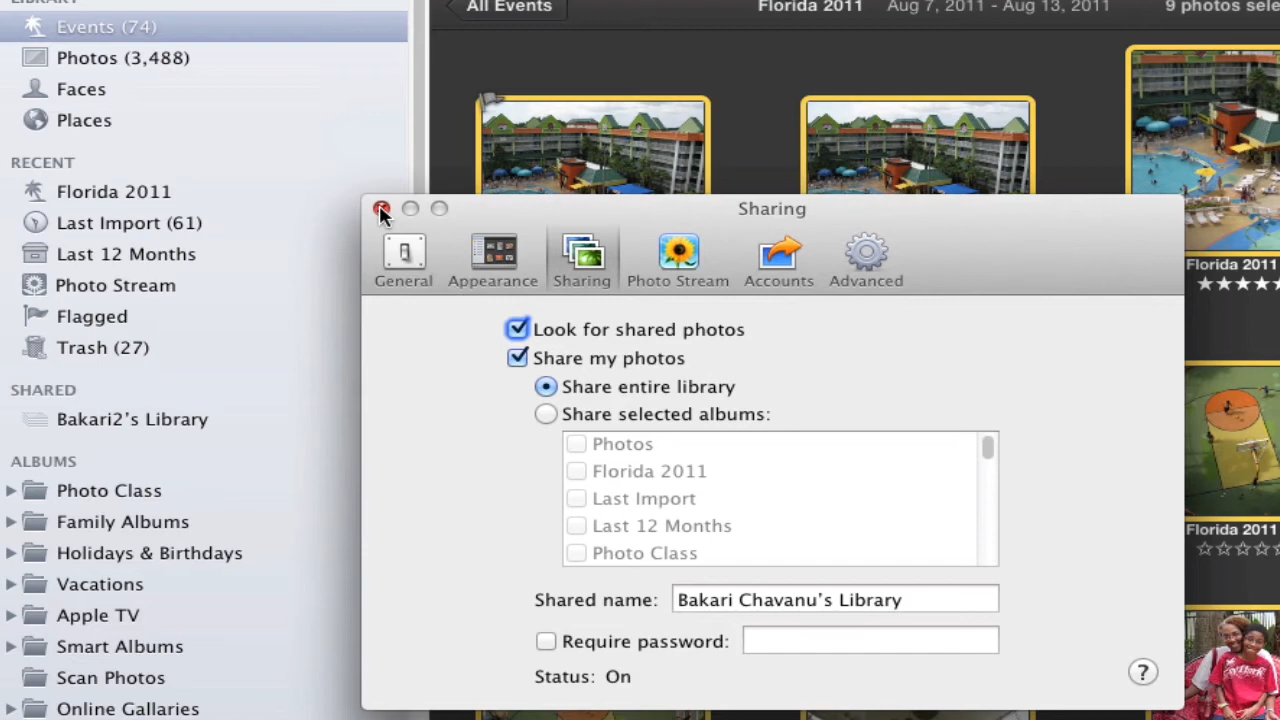 LIBRARY
Events (74)
Photos (3,488)
Faces
Places
RECENT
Florida 2011
Last Import (61)
Last 12 Months
Photo Stream
Flagged
Trash (27)
SHARED
Bakari2's Library
ALBUMS
Photo Class
Family Albums
Holidays & Birthdays
Vacations
Apple TV
Smart Albums
Scan Photos
Online Gallaries
All Events
Florida 2011 Aug 7, 2011 - Aug 13, 2011 9 photos sele
Florida 2011
Florida 2011
Sharing
General Appearance Sharing Photo Stream Accounts Advanced
Look for shared photos
Share my photos
Share entire library
Share selected albums:
Photos
Florida 2011
Last Import
Last 12 Months
Photo Class
Shared name: Bakari Chavanu's Library
Require password:
Status: On
?